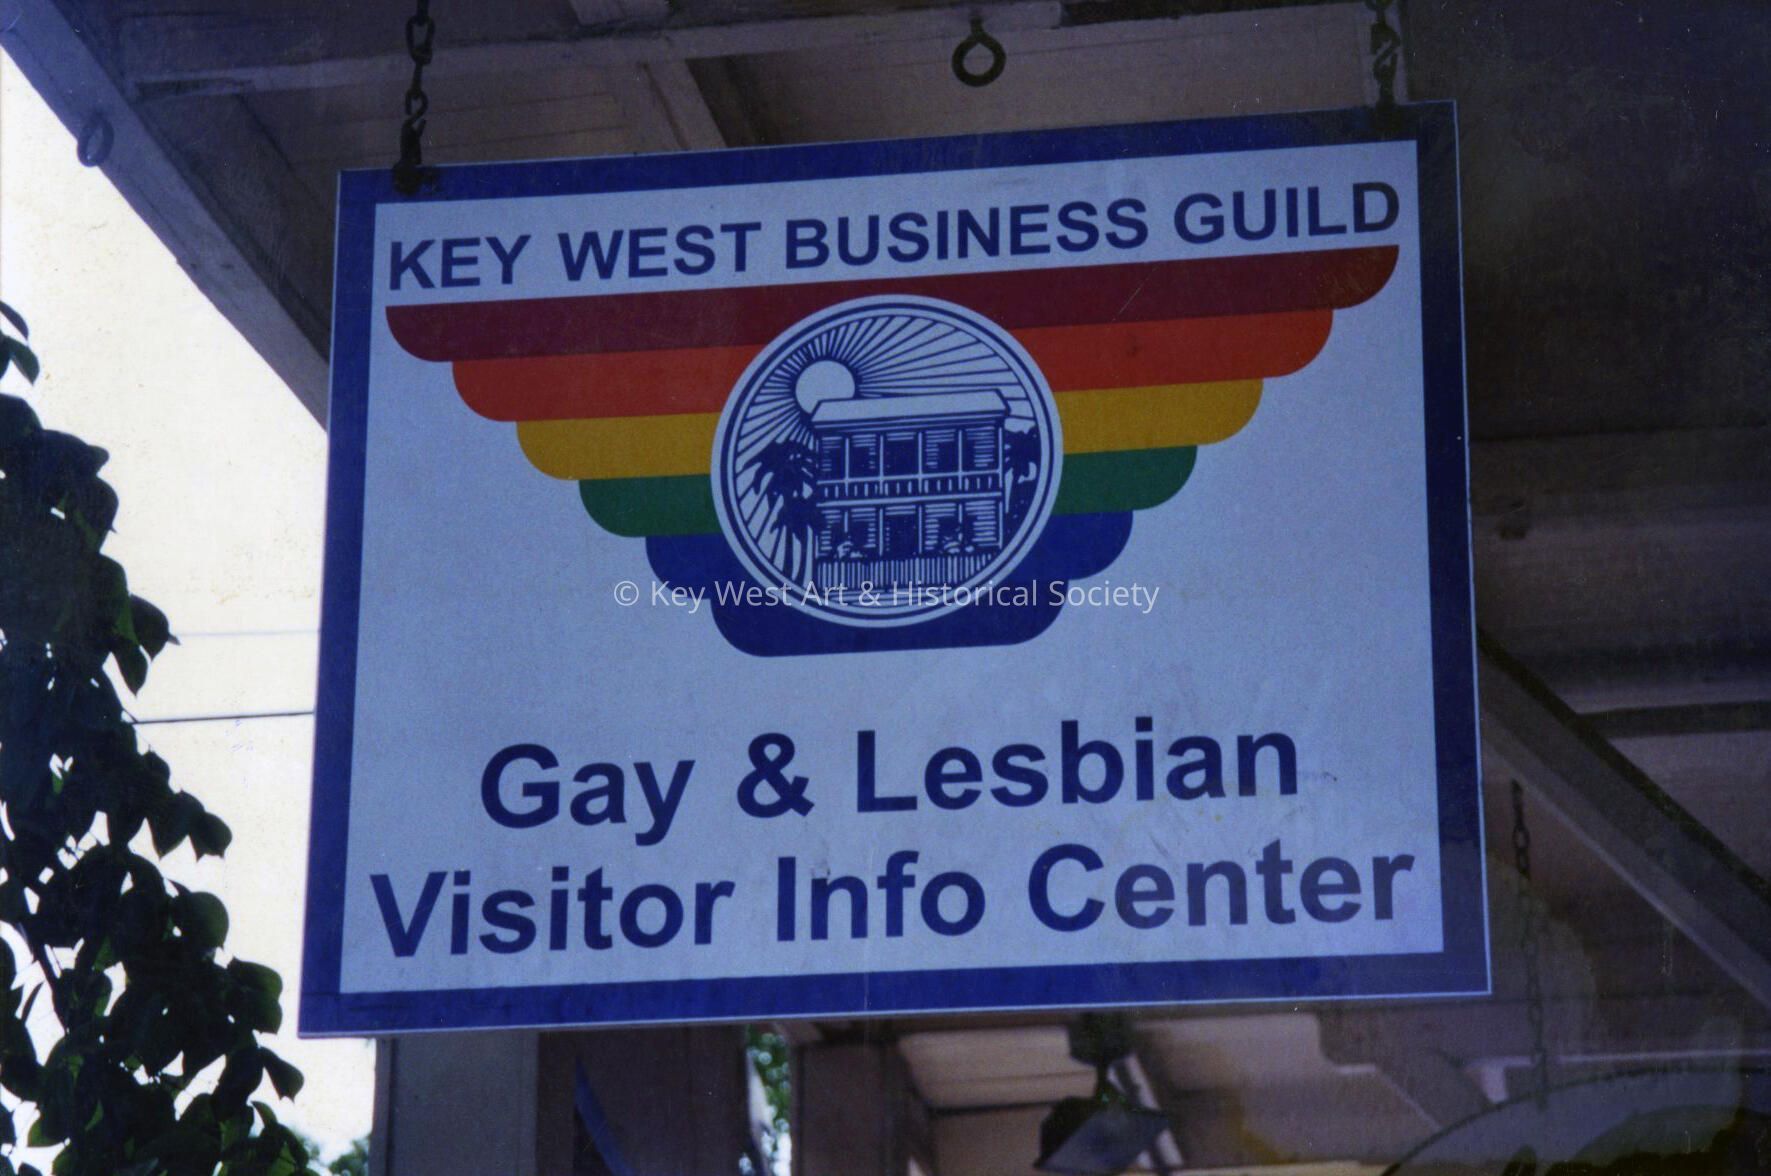 KEY WEST BUSINESS GUILD
© Key West Art & Historical Society
Gay & Lesbian
Visitor Info Center